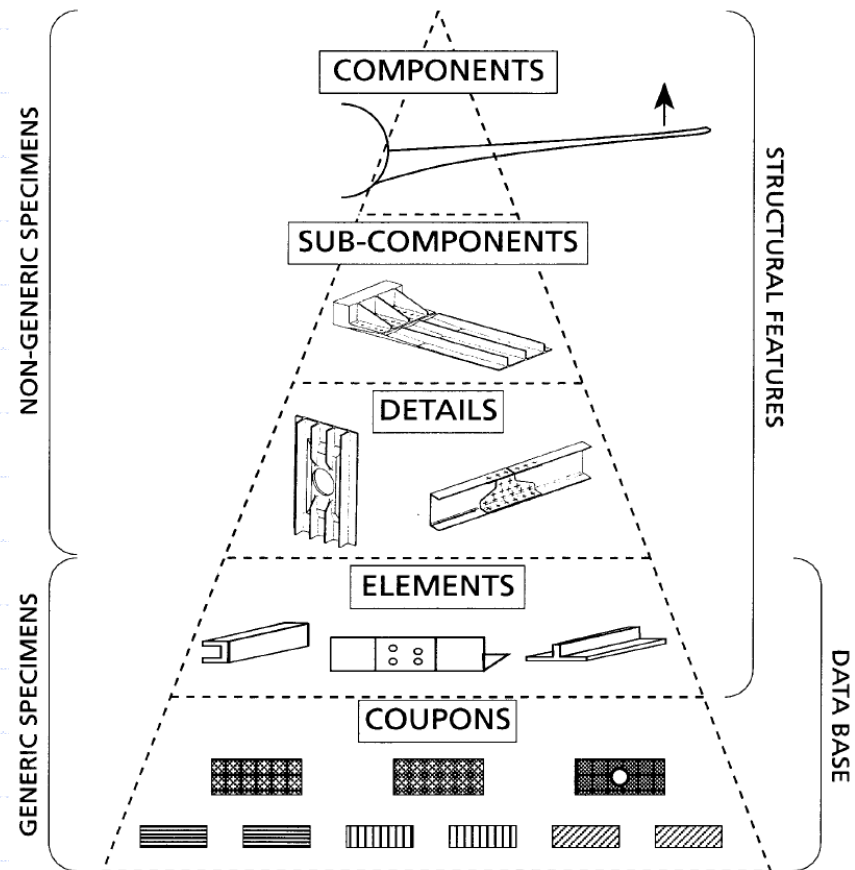 COMPONENTS
NON-GENERIC SPECIMENS
STRUCTURAL FEATURES
SUB-COMPONENTS
DETAILS
ELEMENTS
GENERIC SPECIMENS
DATA BASE
COUPONS